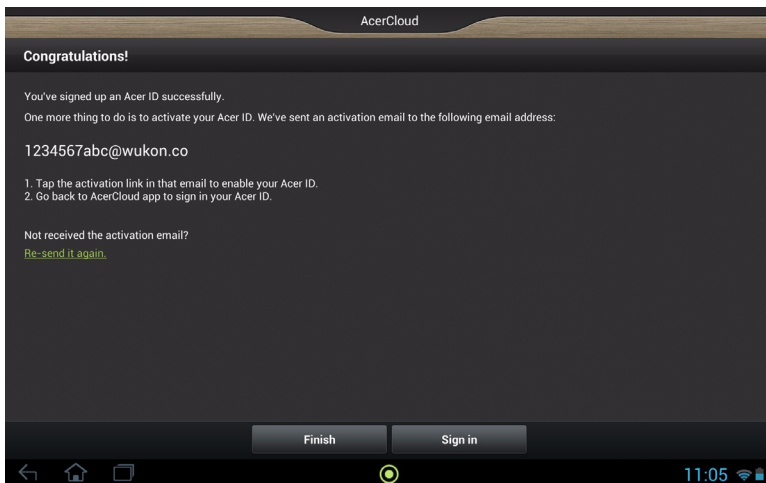 AcerCloud
Congratulations!
You've signed up an Acer ID successfully.
One more thing to do is to activate your Acer ID. We've sent an activation email to the following email address:
1234567abc@wukon.co
1. Tap the activation link in that email to enable your Acer ID.
2. Go back to AcerCloud app to sign in your Acer ID.
Not received the activation email?
Re-send it again.
Finish Sign in
11:05